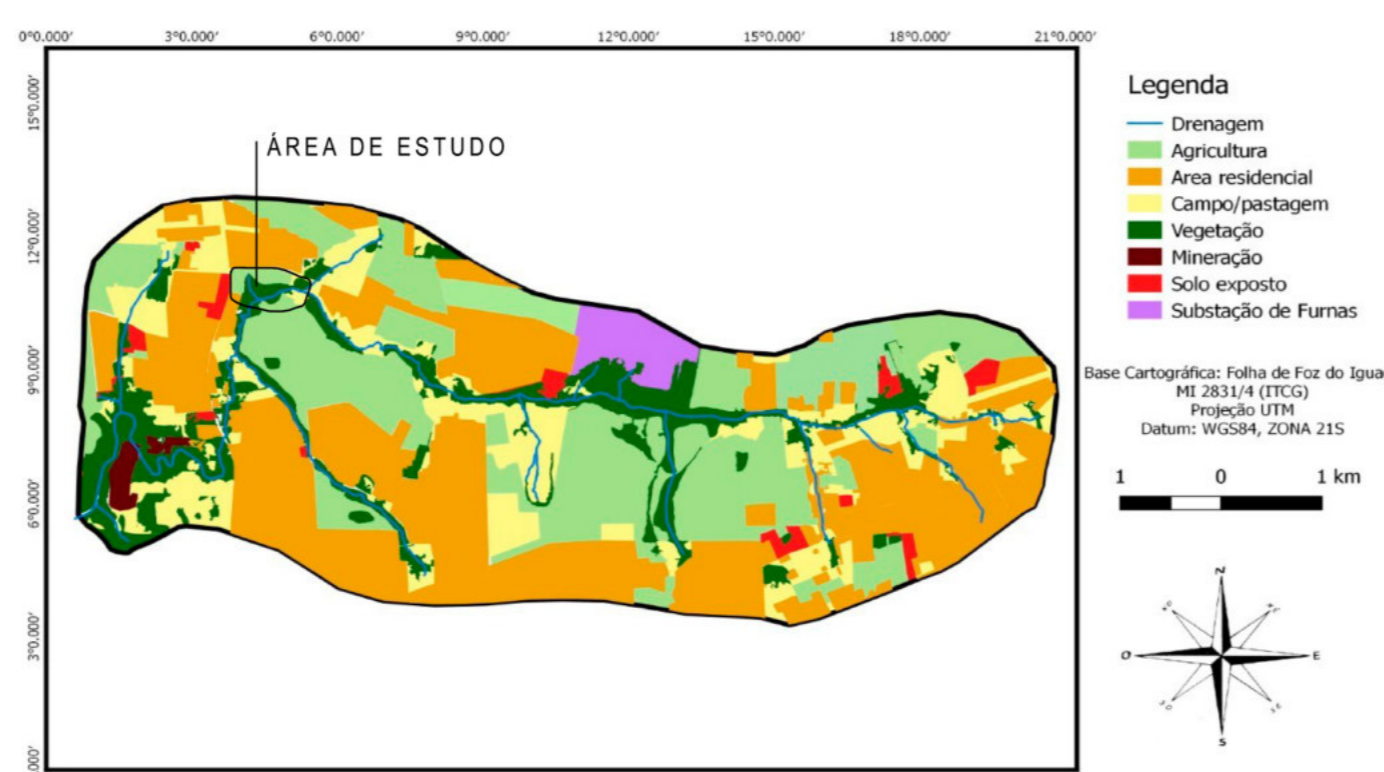 0°0.000' 3°0.000' 6°0.000' 9°0.000' 12°0.000' 15°0.000' 18°0.000' 21°0.000'
15°0.000'
12°0.000'
9°0.000'
6°0.000'
3°0.000'
.000'
ÁREA DE ESTUDO
Legenda
Drenagem
Agricultura
Area residencial
Campo/pastagem
Vegetação
Mineração
Solo exposto
Substação de Furnas
Base Cartográfica: Folha de Foz do Igua
MI 2831/4 (ITCG)
Projeção UTM
Datum: WGS84, ZONA 21S
1 0 1 km
N
O E
S